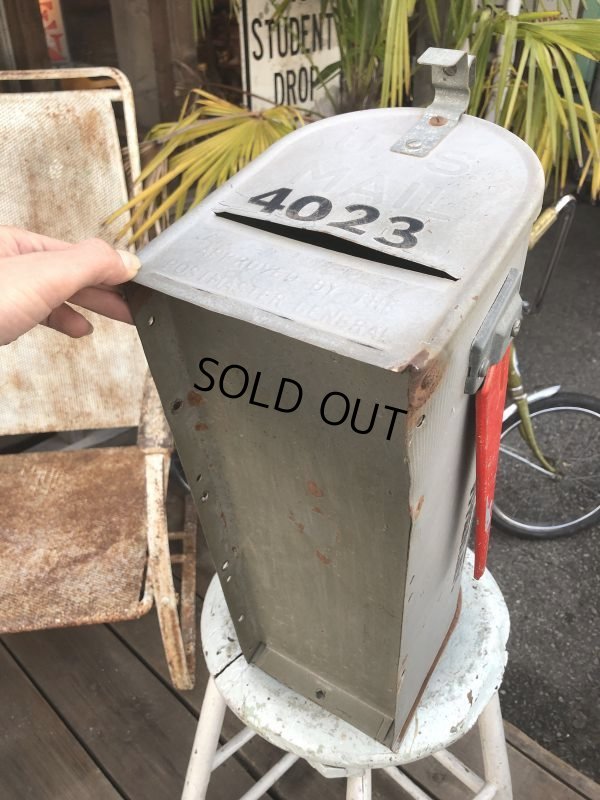 STUDENT
DROP
U.S.
MAIL
4023
APPROVED BY THE
POSTMASTER GENERAL
SOLD OUT